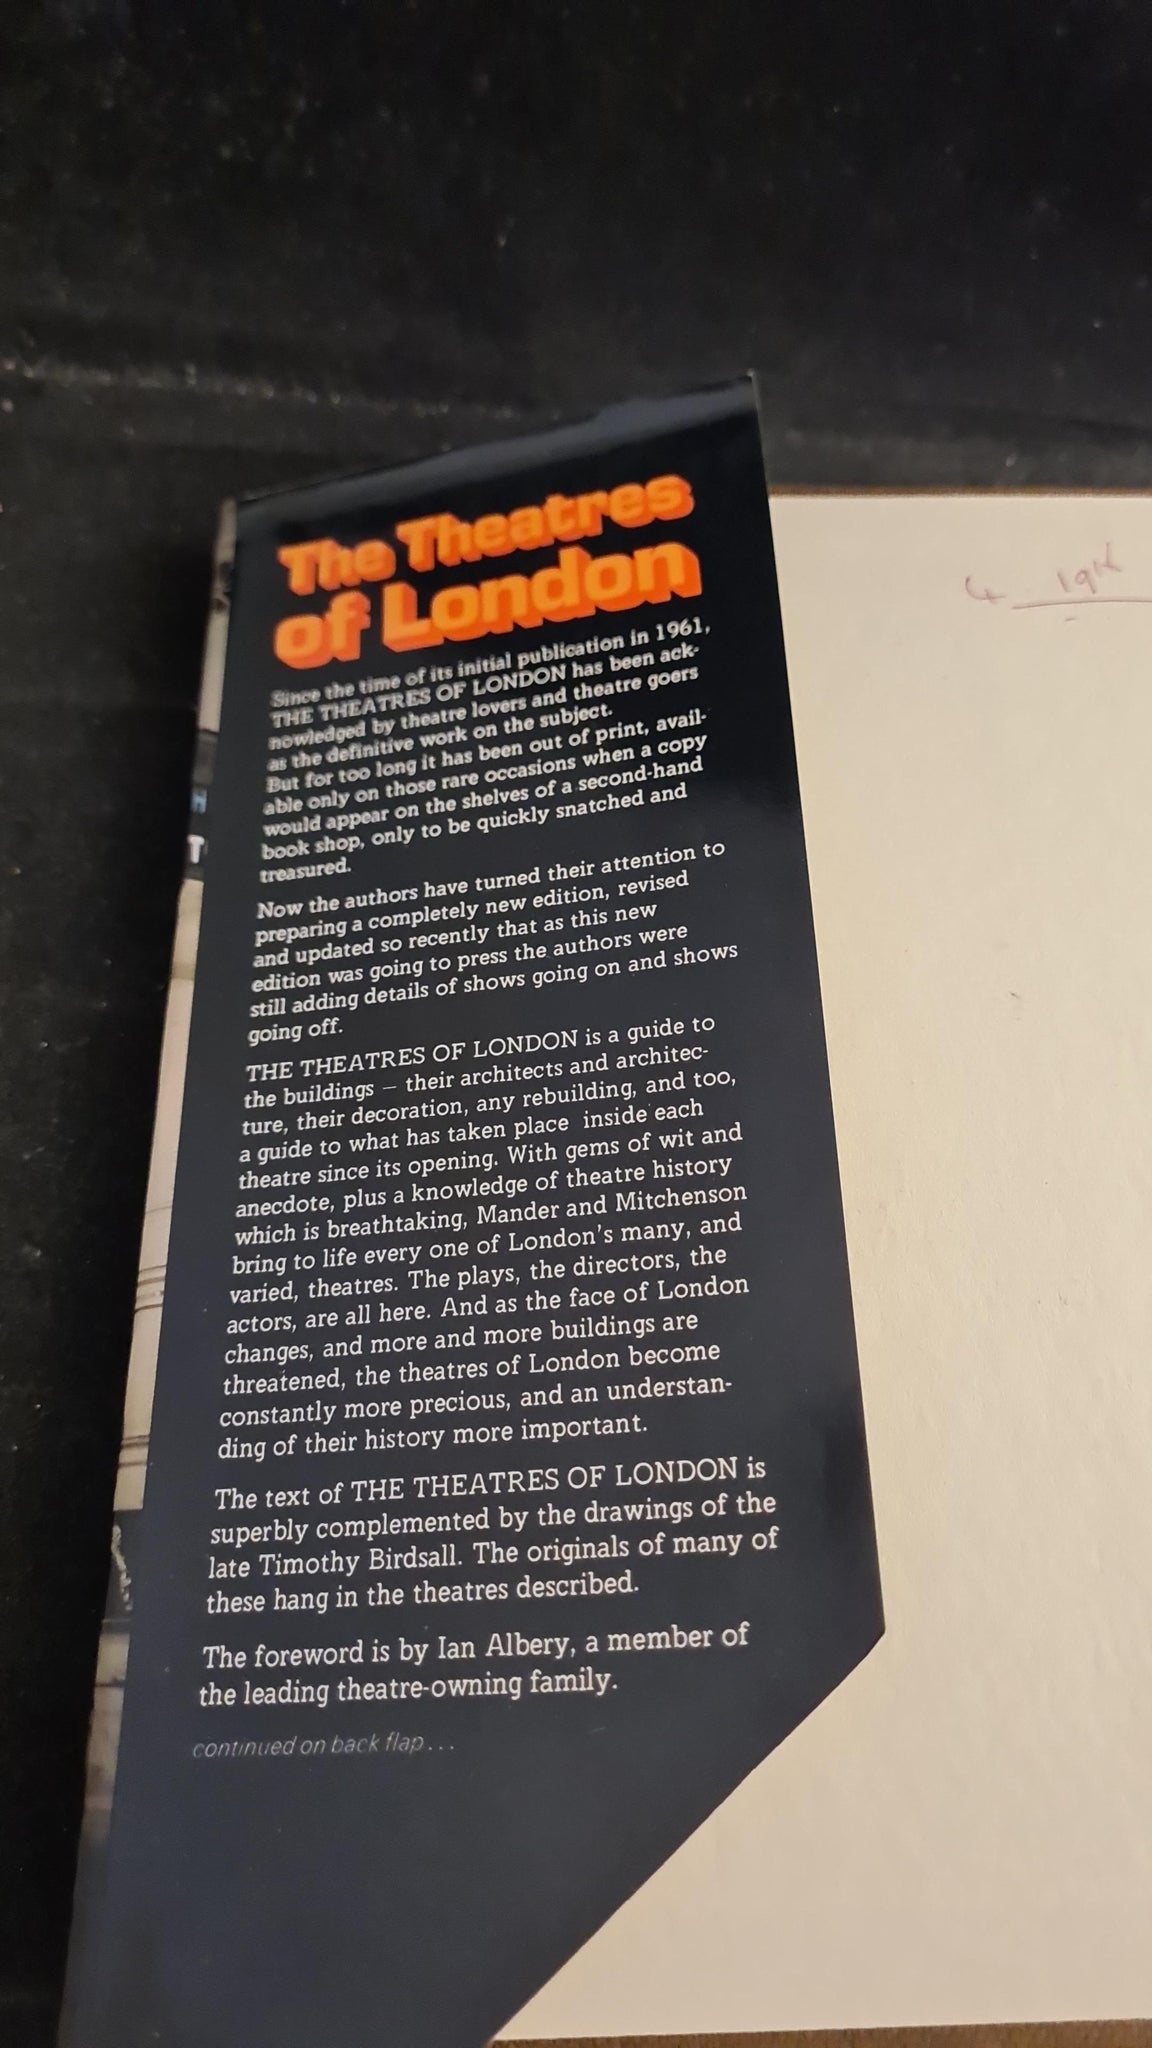 The Theatres
of London
Since the time of its initial publication in 1961,
THE THEATRES OF LONDON has been ack-
nowledged by theatre lovers and theatre goers
as the definitive work on the subject.
But for too long it has been out of print, avail-
able only on those rare occasions when a copy
would appear on the shelves of a second-hand
book shop, only to be quickly snatched and
treasured.
Now the authors have turned their attention to
preparing a completely new edition, revised
and updated so recently that as this new
edition was going to press the authors were
still adding details of shows going on and shows
going off.
THE THEATRES OF LONDON is a guide to
the buildings – their architects and architec-
ture, their decoration, any rebuilding, and too,
a guide to what has taken place inside each
theatre since its opening. With gems of wit and
anecdote, plus a knowledge of theatre history
which is breathtaking, Mander and Mitchenson
bring to life every one of London's many, and
varied, theatres. The plays, the directors, the
actors, are all here. And as the face of London
changes, and more and more buildings are
threatened, the theatres of London become
constantly more precious, and an understan-
ding of their history more important.
The text of THE THEATRES OF LONDON is
superbly complemented by the drawings of the
late Timothy Birdsall. The originals of many of
these hang in the theatres described.
The foreword is by Ian Albery, a member of
the leading theatre-owning family.
continued on back flap...